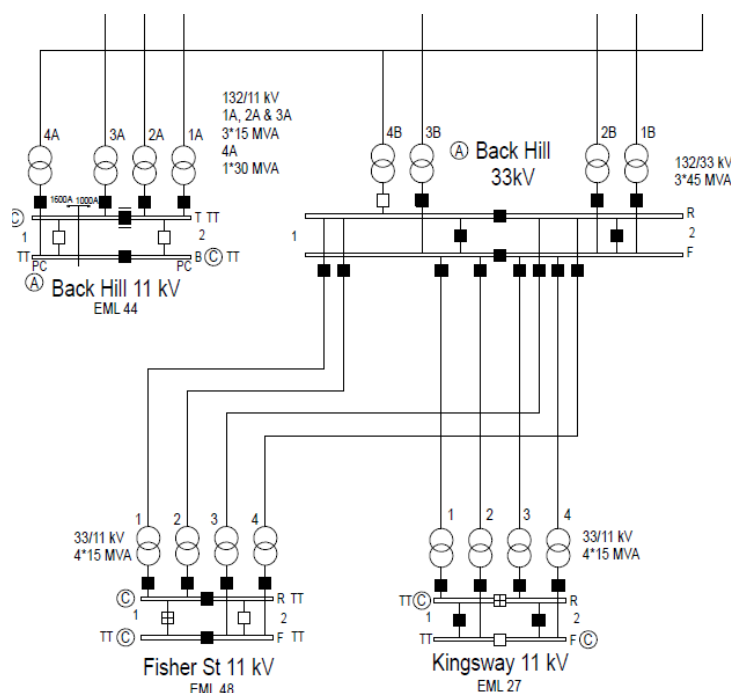 4A 3A 2A 1A
132/11 kV
1A, 2A & 3A
3*15 MVA
4A
1*30 MVA
1600A 1000A
C T TT
1 2
TT PC PC B C TT
A Back Hill 11 kV
EML 44
4B 3B 2B 1B
A Back Hill
33kV
132/33 kV
3*45 MVA
R
1 2
F
1 2 3 4
33/11 kV
4*15 MVA
C R TT
1 2
TT C F TT
Fisher St 11 kV
EML 48
1 2 3 4
33/11 kV
4*15 MVA
TT C R
1 2
TT F C
Kingsway 11 kV
EML 27